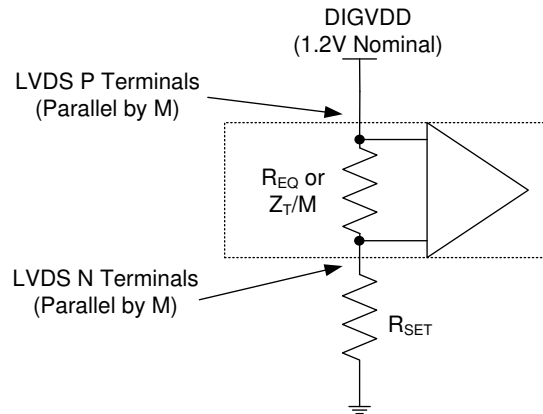 DIGVDD
(1.2V Nominal)
LVDS P Terminals
(Parallel by M)
REQ or
ZT/M
LVDS N Terminals
(Parallel by M)
RSET